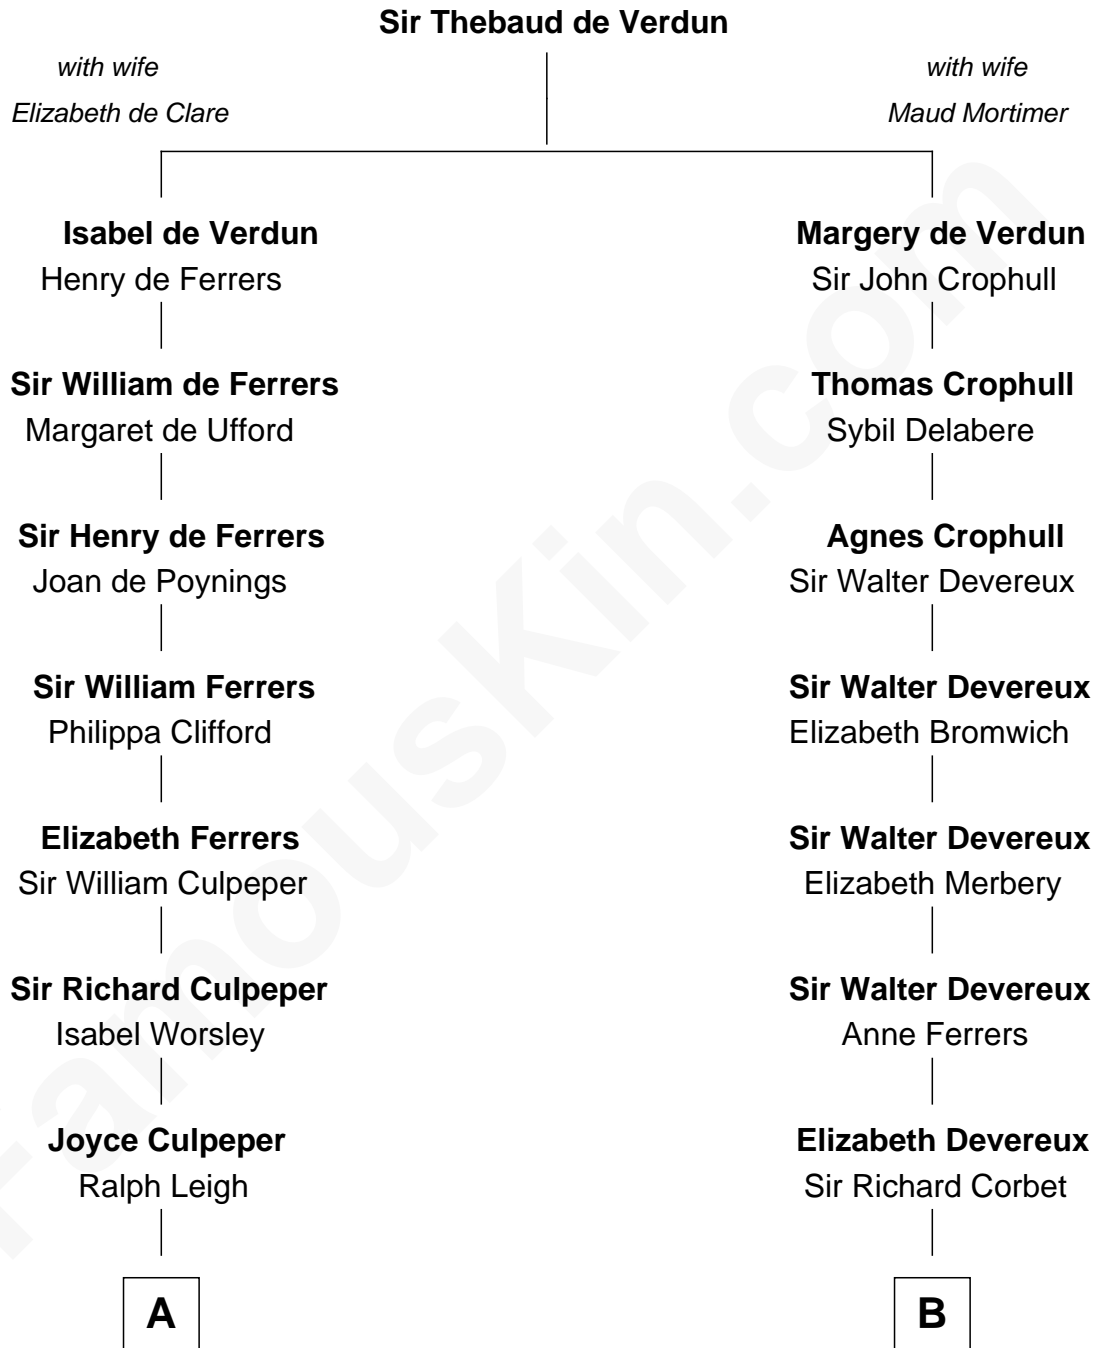 Sir Thebaud de Verdun
with wife
Elizabeth de Clare
with wife
Maud Mortimer
Isabel de Verdun
Henry de Ferrers
Margery de Verdun
Sir John Crophull
Sir William de Ferrers
Margaret de Ufford
Thomas Crophull
Sybil Delabere
Sir Henry de Ferrers
Joan de Poynings
Agnes Crophull
Sir Walter Devereux
Sir William Ferrers
Philippa Clifford
Sir Walter Devereux
Elizabeth Bromwich
Elizabeth Ferrers
Sir William Culpeper
Sir Walter Devereux
Elizabeth Merbery
Sir Richard Culpeper
Isabel Worsley
Sir Walter Devereux
Anne Ferrers
Joyce Culpeper
Ralph Leigh
Elizabeth Devereux
Sir Richard Corbet
A
B
FamousKin.com